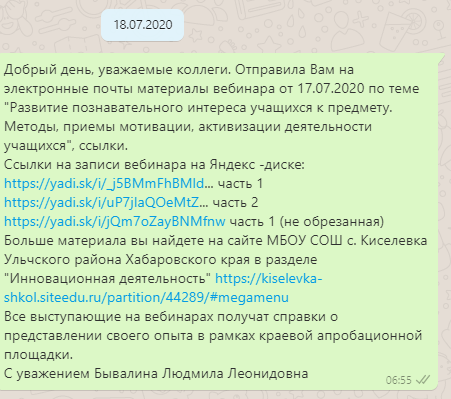 18.07.2020
Добрый день, уважаемые коллеги. Отправила Вам на
электронные почты материалы вебинара от 17.07.2020 по теме
"Развитие познавательного интереса учащихся к предмету.
Методы, приемы мотивации, активизации деятельности
учащихся", ссылки.
Ссылки на записи вебинара на Яндекс -диске:
https://yadi.sk/i/_j5BMmFhBMId... часть 1
https://yadi.sk/i/uP7jlaQOeMtZ... часть 2
https://yadi.sk/i/jQm7oZayBNMfnw часть 1 (не обрезанная)
Больше материала вы найдете на сайте МБОУ СОШ с. Киселевка
Ульчского района Хабаровского края в разделе
"Инновационная деятельность" https://kiselevka-
shkol.siteedu.ru/partition/44289/#megamenu
Все выступающие на вебинарах получат справки о
представлении своего опыта в рамках краевой апробационной
площадки.
С уважением Бывалина Людмила Леонидовна
06:55